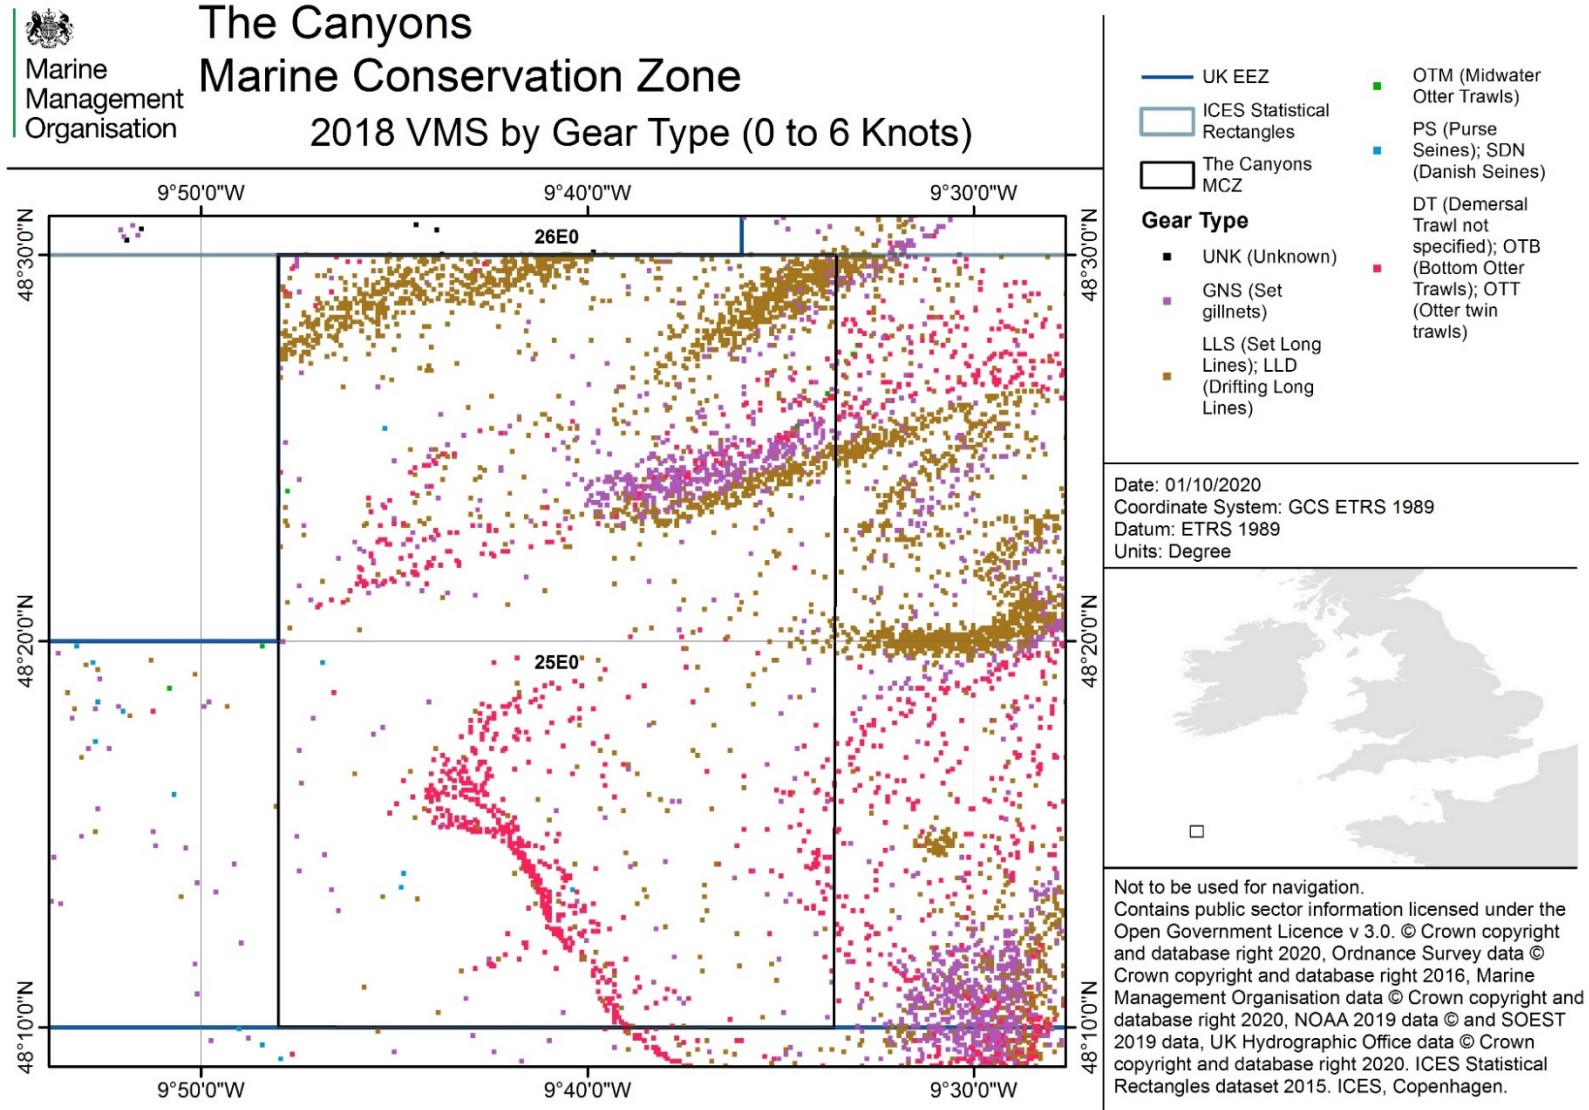 The Canyons
Marine Conservation Zone
2018 VMS by Gear Type (0 to 6 Knots)
Marine
Management
Organisation
9°50'0"W
9°40'0"W
9°30'0"W
48°30'0"N
48°20'0"N
48°10'0"N
26E0
25E0
48°30'0"N
48°20'0"N
48°10'0"N
9°50'0"W
9°40'0"W
9°30'0"W
UK EEZ
ICES Statistical
Rectangles
The Canyons
MCZ
Gear Type
UNK (Unknown)
GNS (Set
gillnets)
LLS (Set Long
Lines); LLD
(Drifting Long
Lines)
OTM (Midwater
Otter Trawls)
PS (Purse
Seines); SDN
(Danish Seines)
DT (Demersal
Trawl not
specified); OTB
(Bottom Otter
Trawls); OTT
(Otter twin
trawls)
Date: 01/10/2020
Coordinate System: GCS ETRS 1989
Datum: ETRS 1989
Units: Degree
Not to be used for navigation.
Contains public sector information licensed under the
Open Government Licence v 3.0. © Crown copyright
and database right 2020, Ordnance Survey data ©
Crown copyright and database right 2016, Marine
Management Organisation data © Crown copyright and
database right 2020, NOAA 2019 data © and SOEST
2019 data, UK Hydrographic Office data © Crown
copyright and database right 2020. ICES Statistical
Rectangles dataset 2015. ICES, Copenhagen.